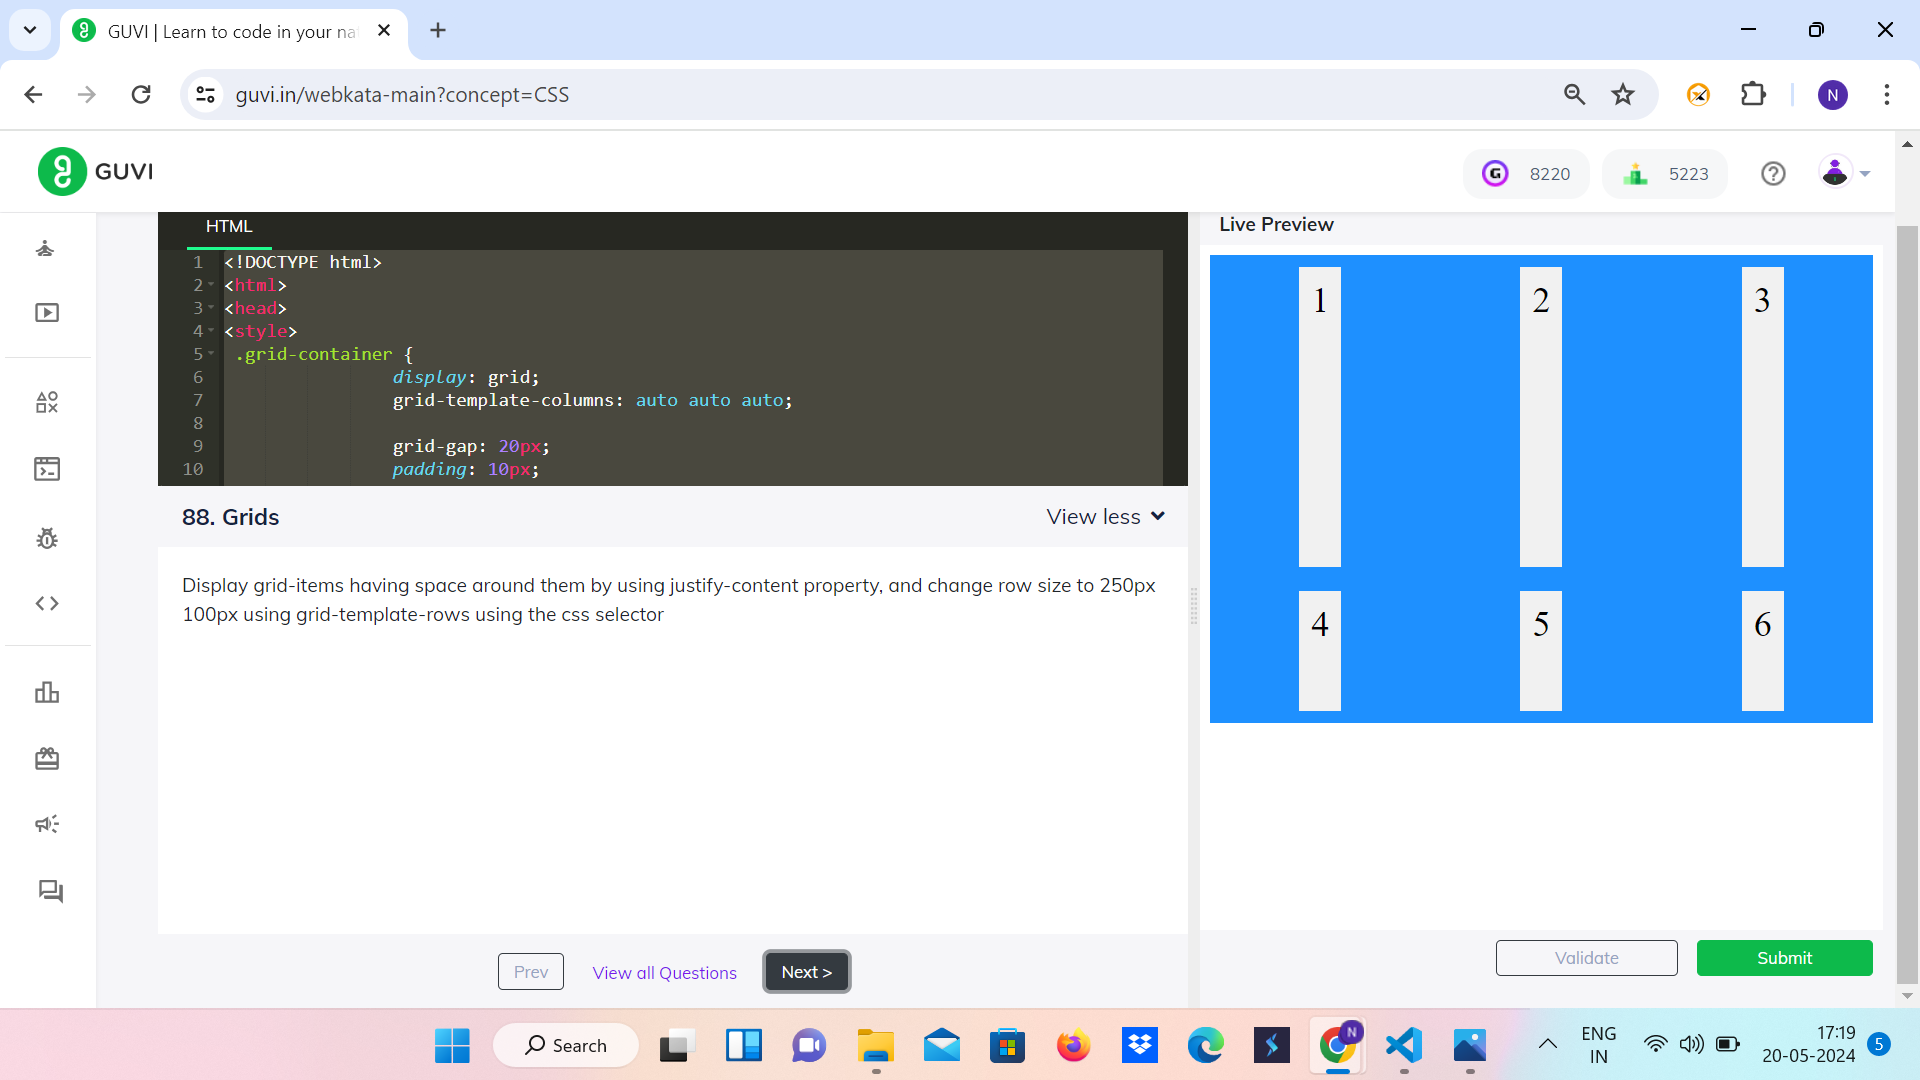 GUVI | Learn to code in your na
guvi.in/webkata-main?concept=CSS
N
GUVI
G
8220
5223
HTML
1 <!DOCTYPE html>
2 <html>
3 <head>
4 <style>
5 .grid-container {
6 display: grid;
7 grid-template-columns: auto auto auto;
8
9 grid-gap: 20px;
10 padding: 10px;
88. Grids
View less
Display grid-items having space around them by using justify-content property, and change row size to 250px
100px using grid-template-rows using the css selector
Prev
View all Questions
Next >
Live Preview
1 2 3
4 5 6
Validate
Submit
Search
N
ENG
IN
17:19
20-05-2024
5